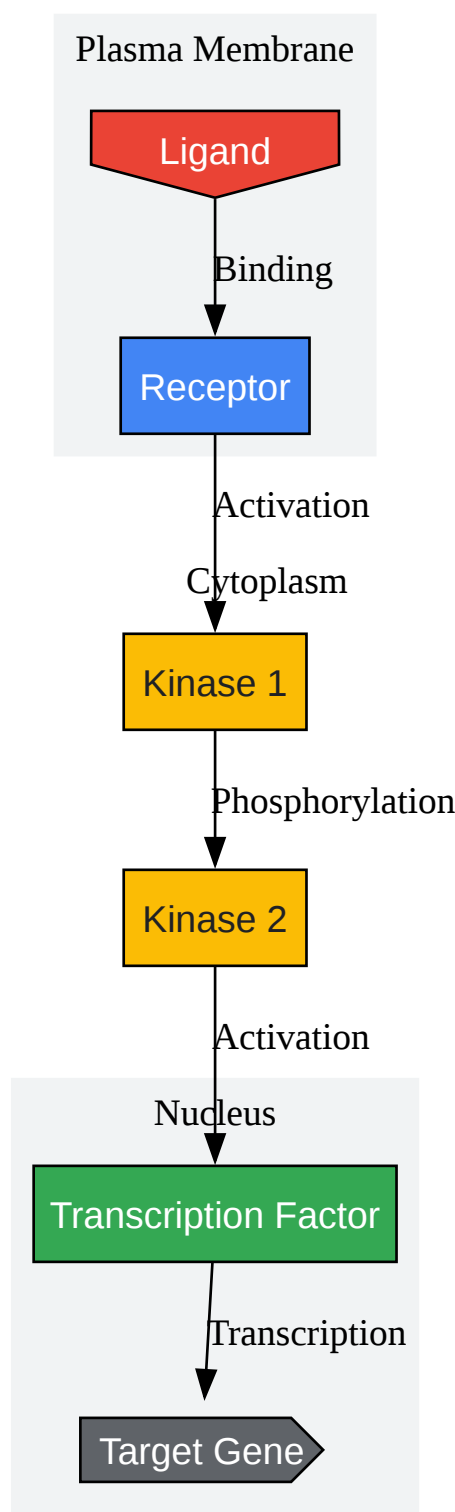 Plasma Membrane
Ligand
Binding
Receptor
Activation
Cytoplasm
Kinase 1
Phosphorylation
Kinase 2
Activation
Nucleus
Transcription Factor
Transcription
Target Gene